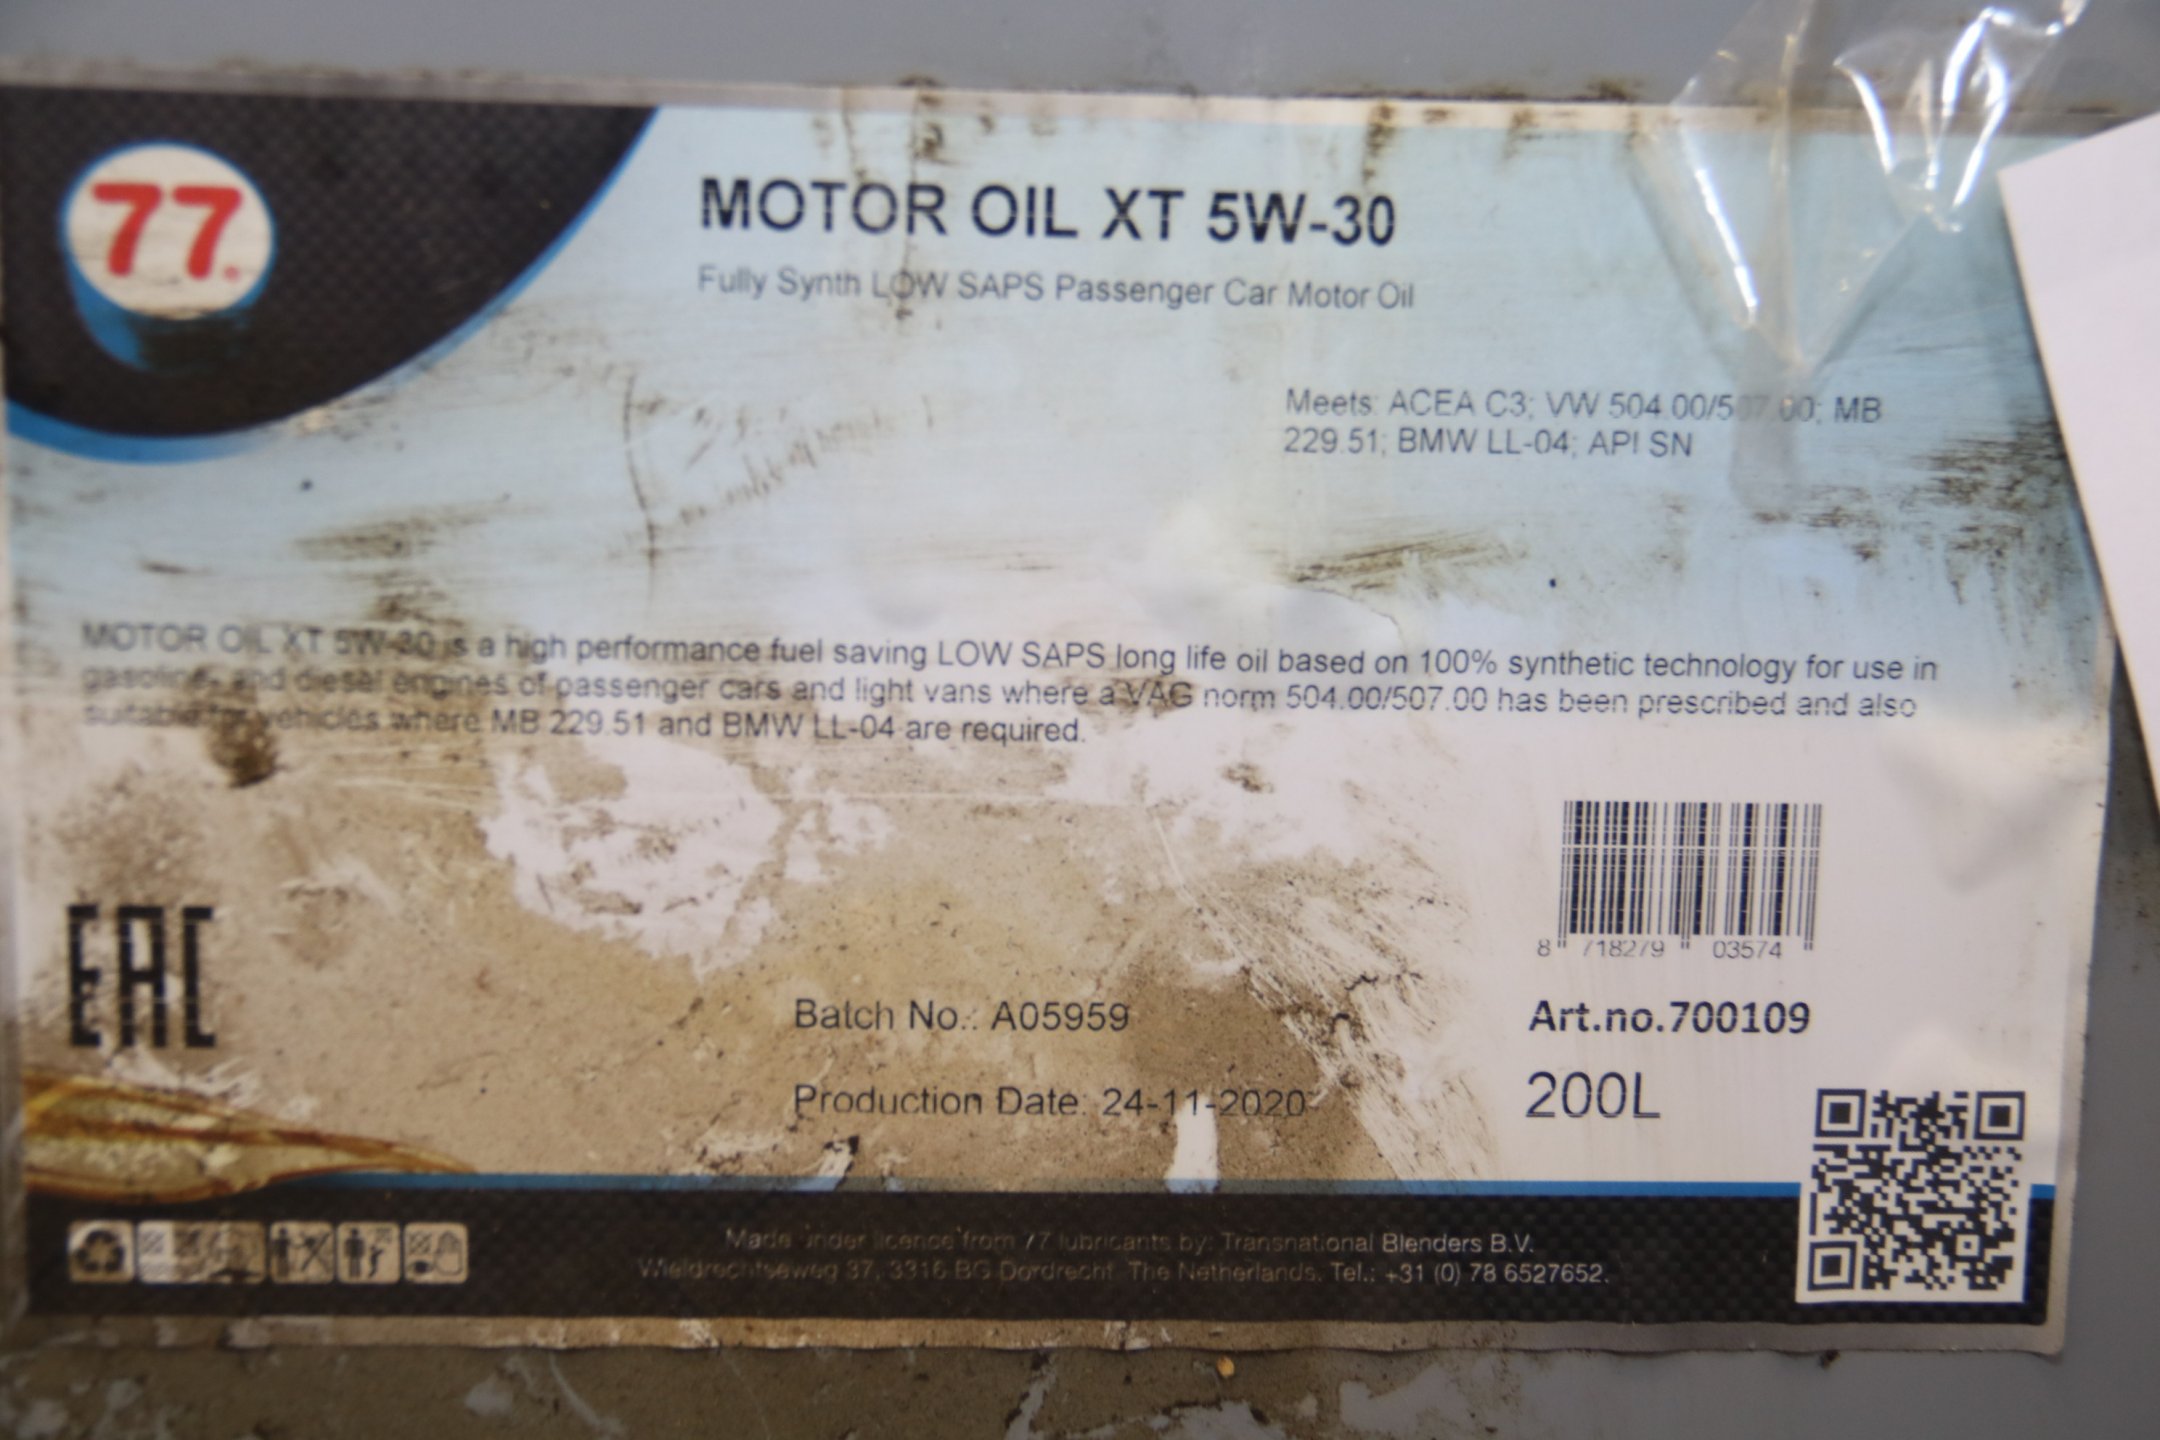 77.
MOTOR OIL XT 5W-30
Fully Synth LOW SAPS Passenger Car Motor Oil
Meets: ACEA C3; VW 504.00/507.00; MB
229.51; BMW LL-04; API SN
MOTOR OIL XT 5W-30 is a high performance fuel saving LOW SAPS long life oil based on 100% synthetic technology for use in
gasoline- and diesel engines of passenger cars and light vans where a VAG norm 504.00/507.00 has been prescribed and also
suitable for vehicles where MB 229.51 and BMW LL-04 are required.
8 718279 03574
EAC
Batch No.: A05959
Art.no.700109
Production Date: 24-11-2020
200L
Made under licence from 77 lubricants by: Transnational Blenders B.V.
Wieldrechtseweg 37, 3316 BG Dordrecht. The Netherlands. Tel.: +31 (0) 78 6527652.